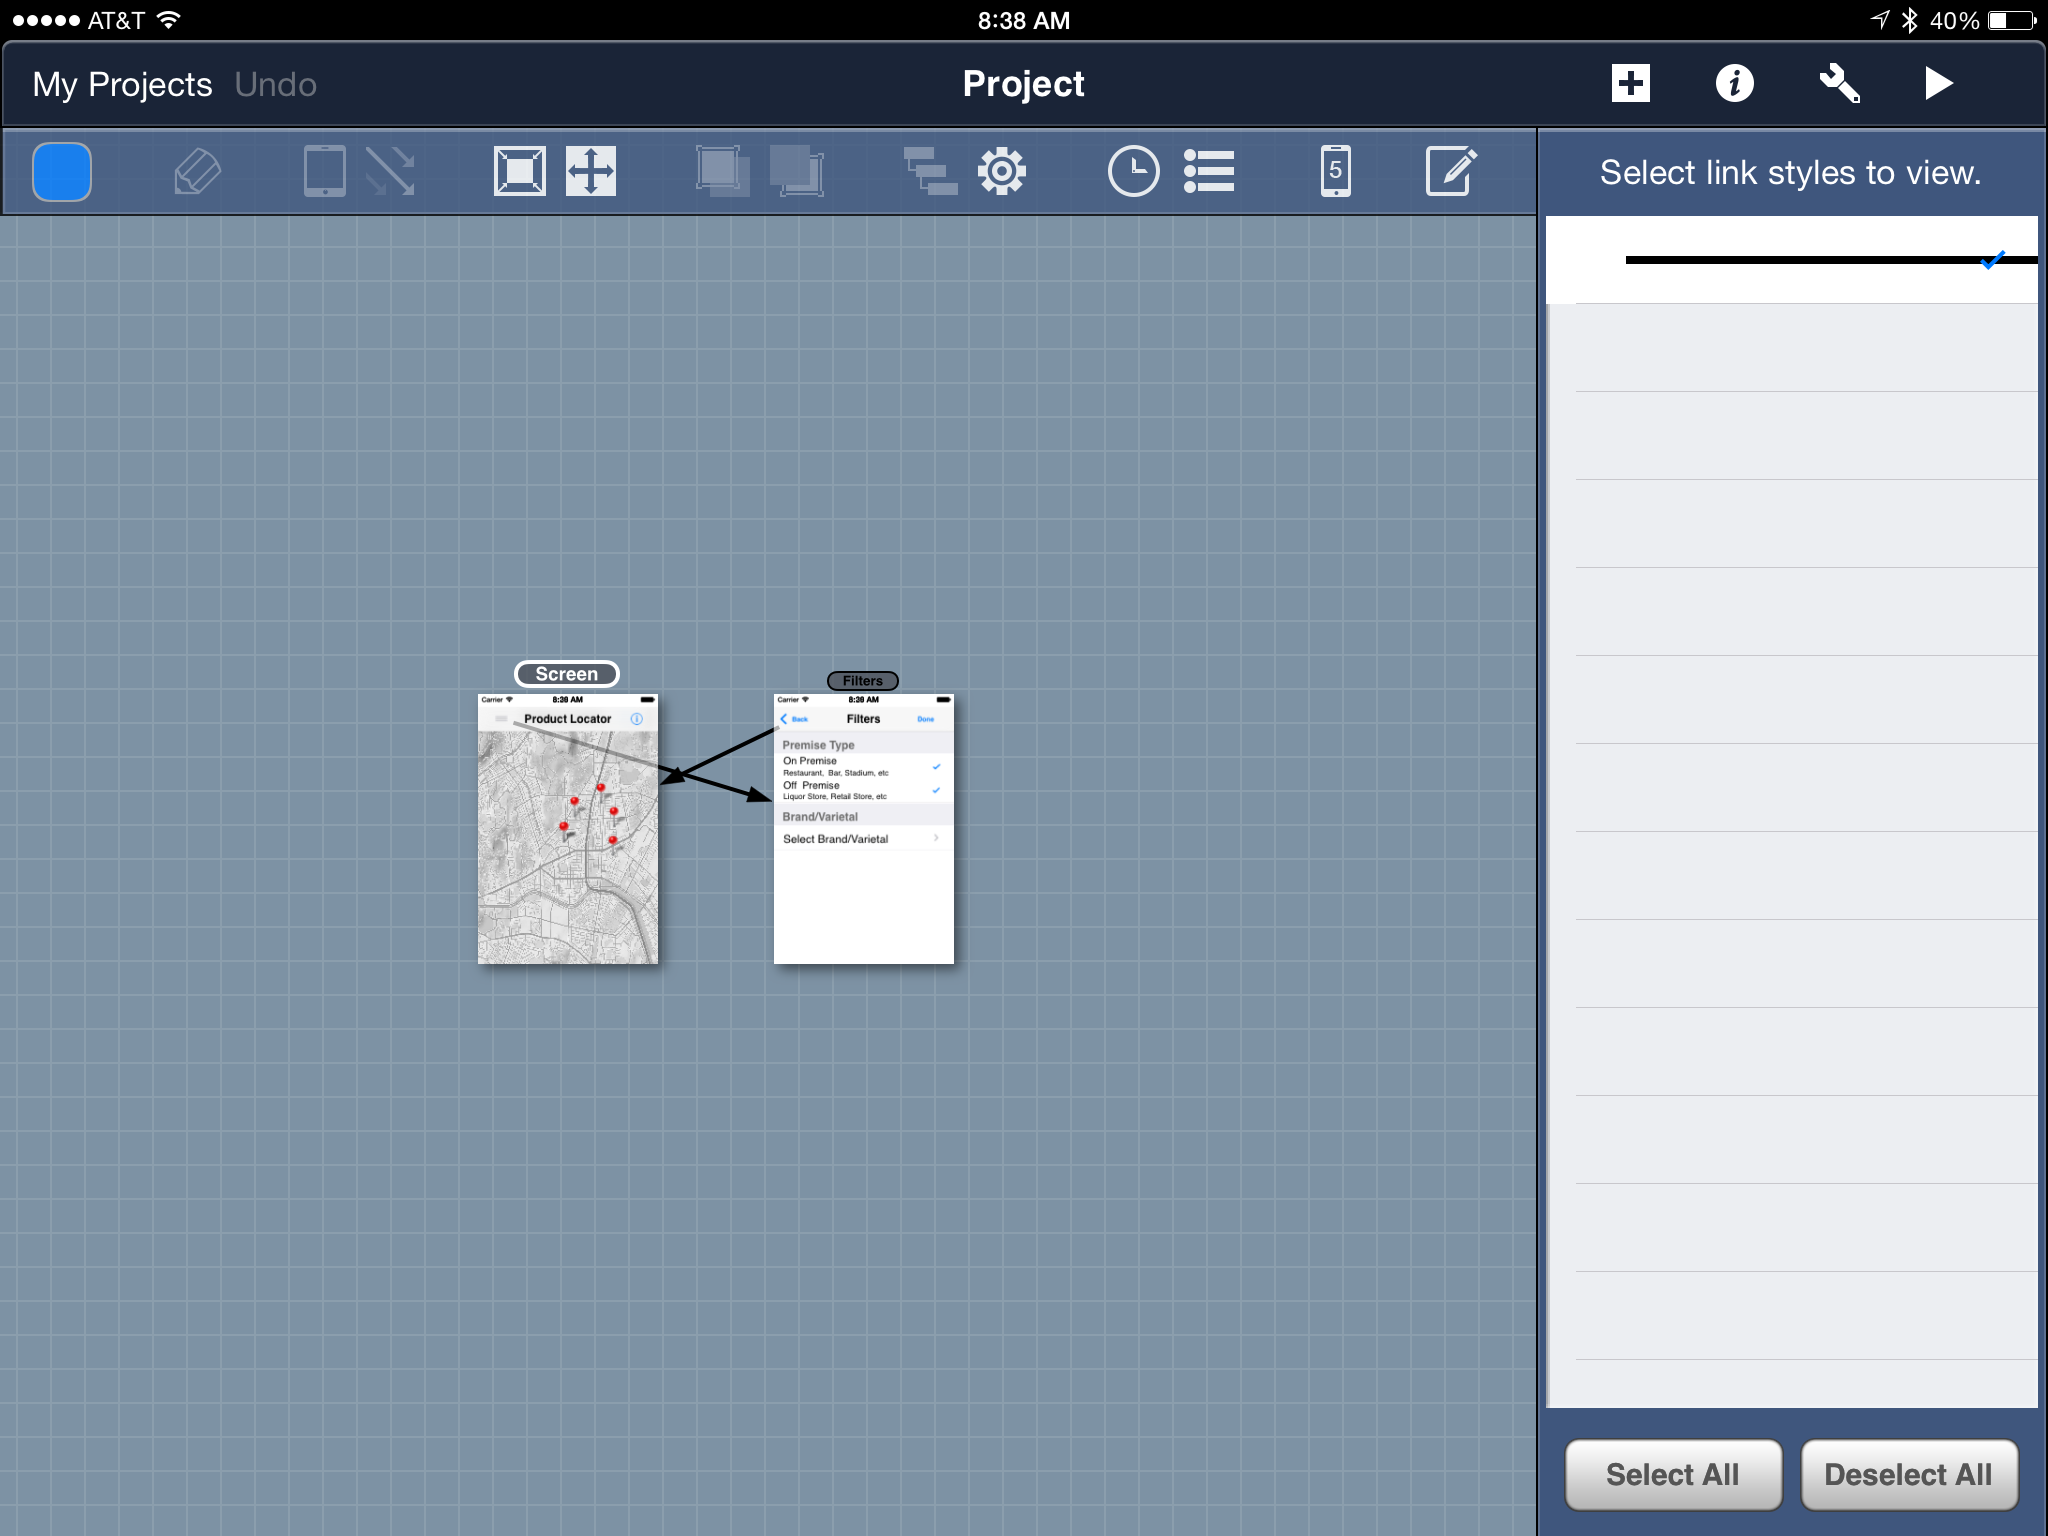 AT&T 8:38 AM 40%
My Projects Undo Project
5
Select link styles to view.
Screen
Carrier 8:38 AM
Product Locator
Filters
Carrier 8:38 AM
Back Filters Done
Premise Type
On Premise
Restaurant, Bar, Stadium, etc
Off Premise
Liquor Store, Retail Store, etc
Brand/Varietal
Select Brand/Varietal
Select All Deselect All